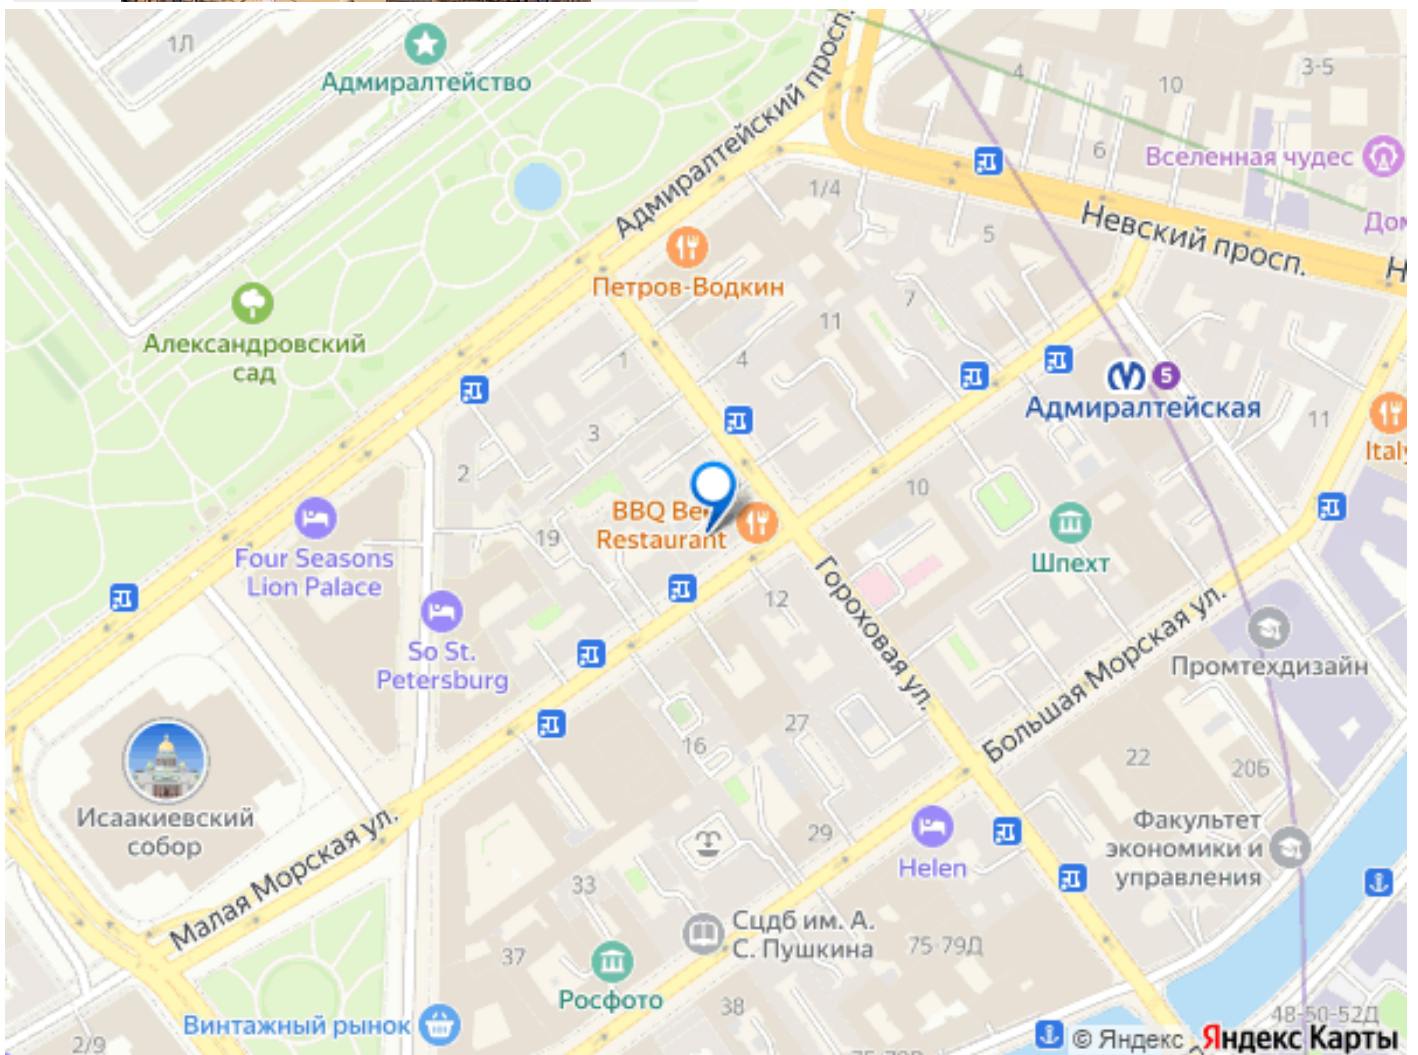 1Л
Адмиралтейство
Адмиралтейский просп.
4
10
3-5
6
Вселенная чудес
1/4
5
Невский просп.
Дом
Н
Петров-Водкин
7
11
Александровский
сад
1
4
5
Адмиралтейская
11
Italy
3
2
10
BBQ Beer
Restaurant
19
Шпехт
Four Seasons
Lion Palace
12
Гороховая ул.
So St.
Petersburg
Большая Морская ул.
Промтехдизайн
27
16
22
20Б
Исаакиевский
собор
Малая Морская ул.
29
Helen
Факультет
экономики и
управления
33
Сцдб им. А.
С. Пушкина
75-79Д
37
Росфото
38
Винтажный рынок
2/9
48-50-52Д
© Яндекс Яндекс Карты